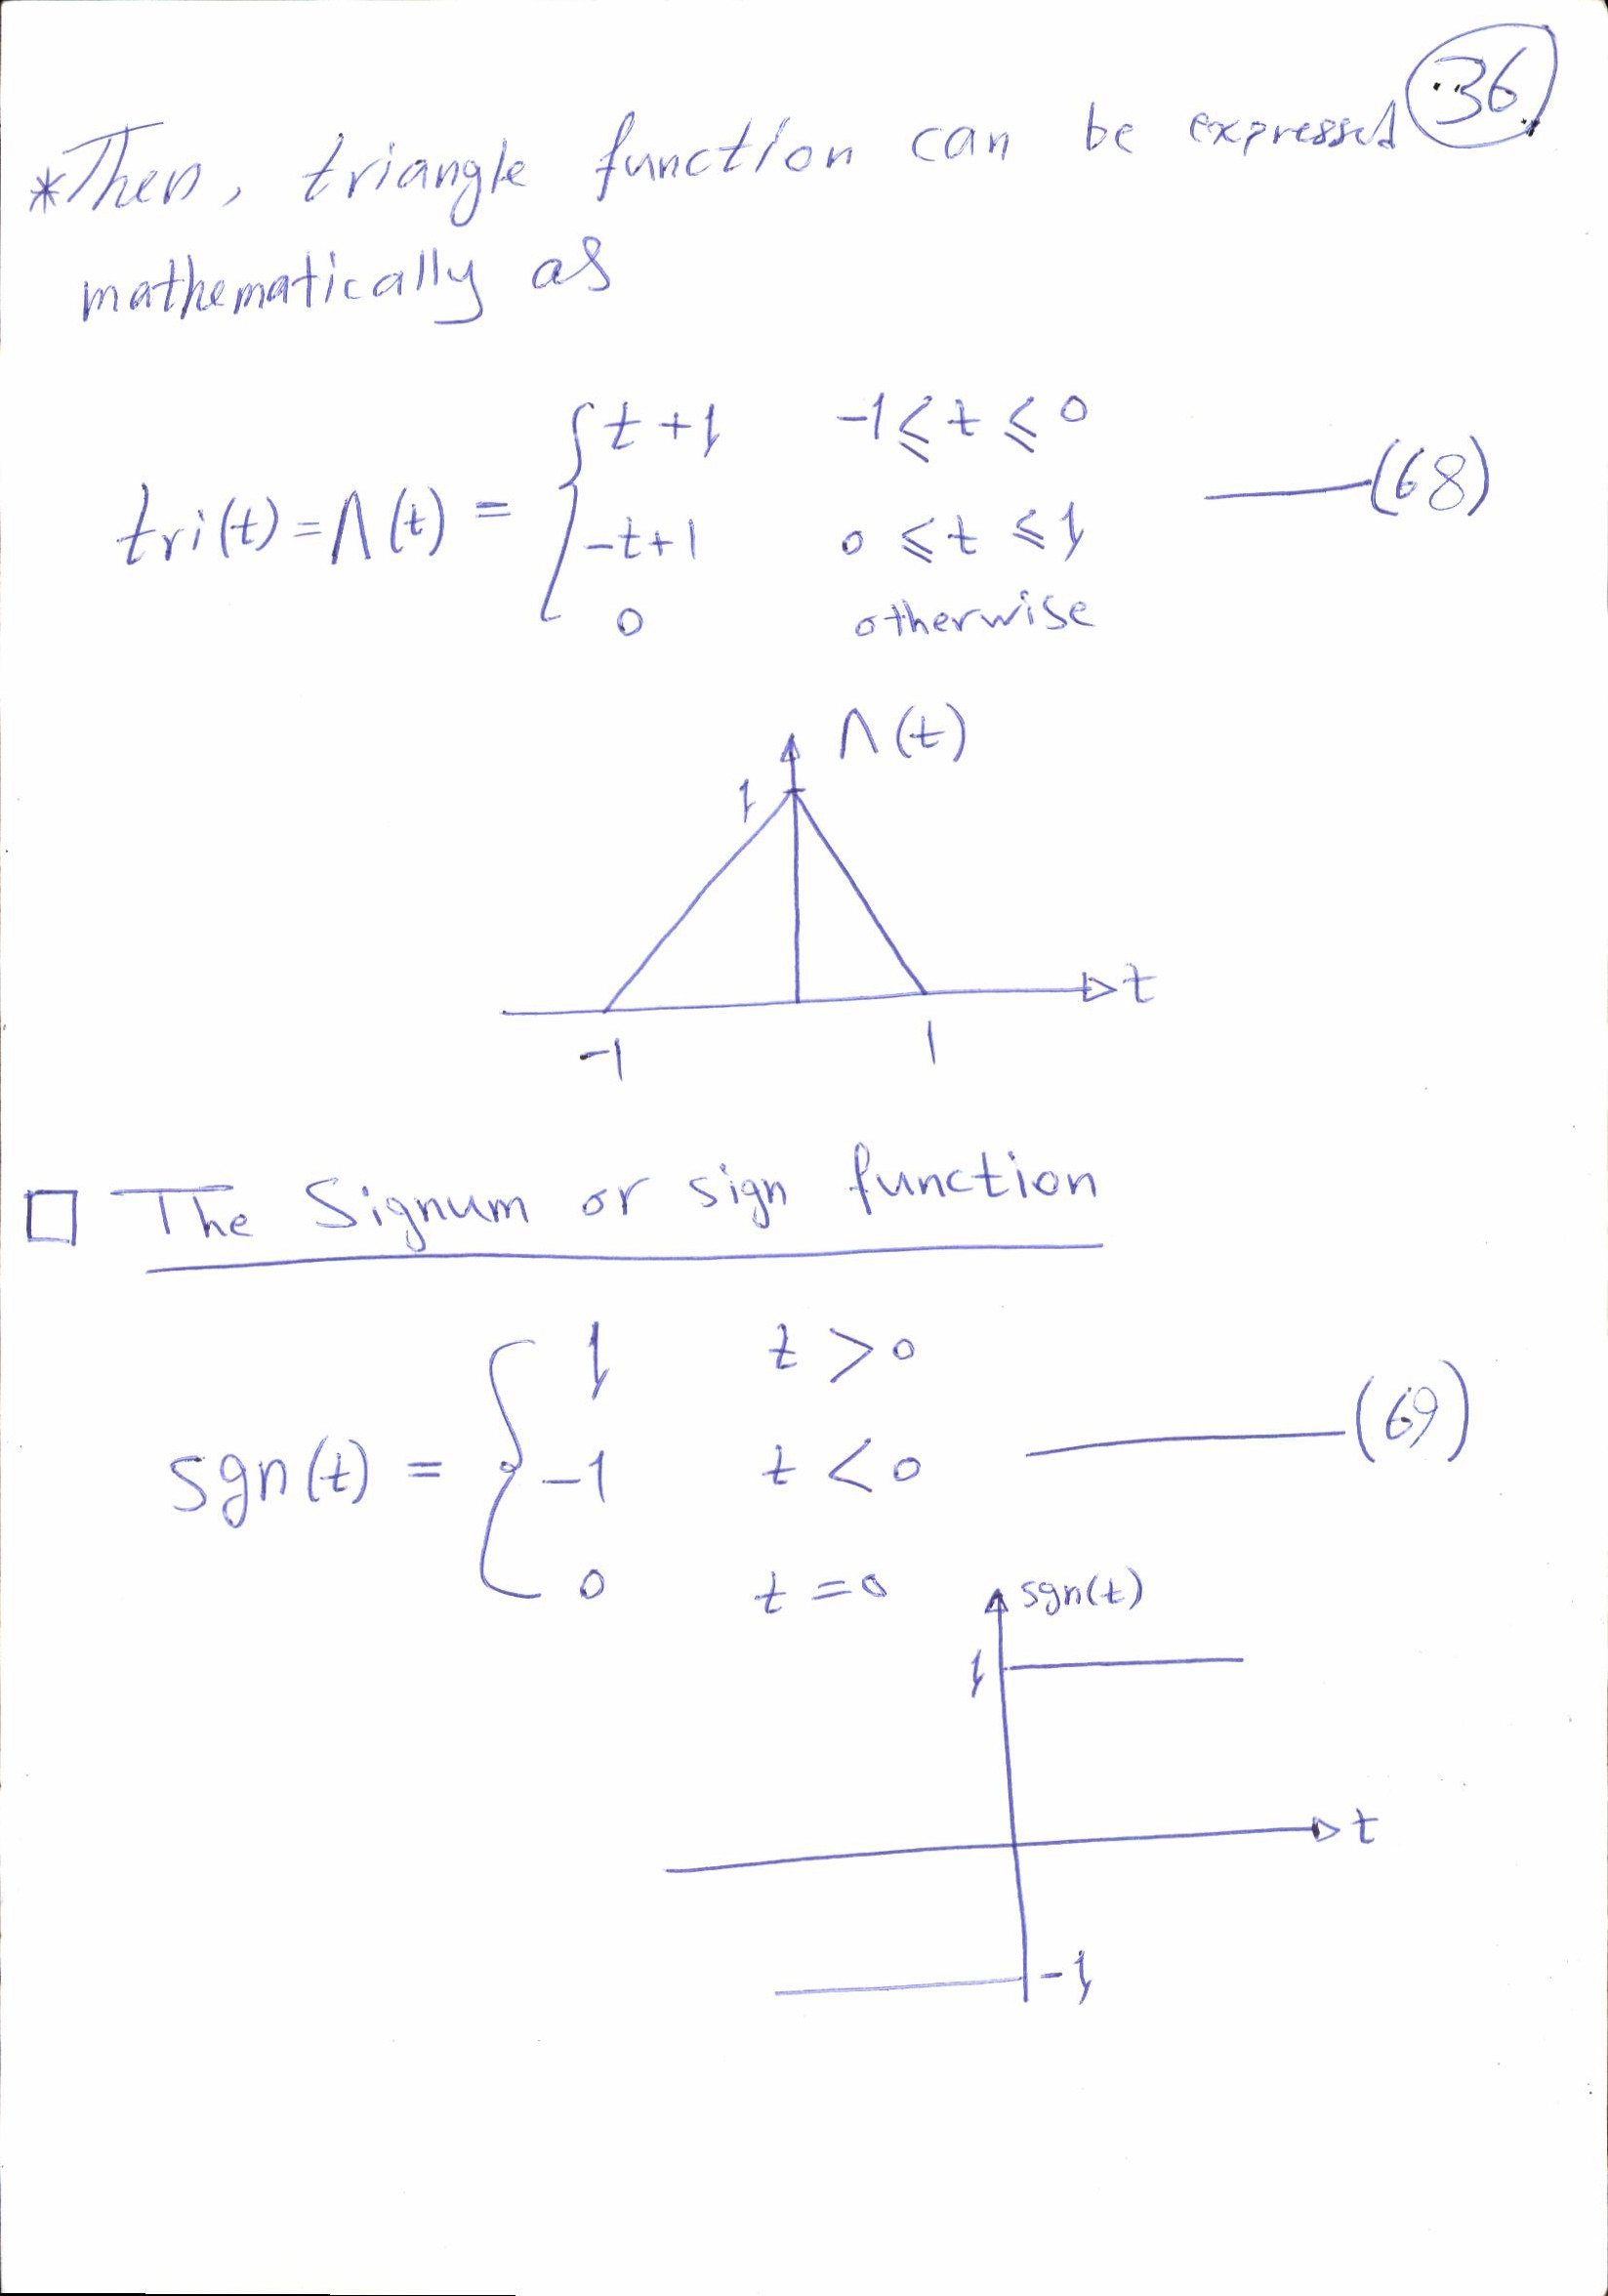 36
*Then, triangle function can be expressed
mathematically as
t+1 -1 ⩽ t ⩽ 0
tri(t) = Λ(t) = { -t+1 0 ⩽ t ⩽ 1 —(68)
0 otherwise
Λ(t)
1
t
-1 1
□ The Signum or sign function
1 t > 0
sgn(t) = { -1 t < 0 —(69)
0 t = 0
sgn(t)
1
t
-1